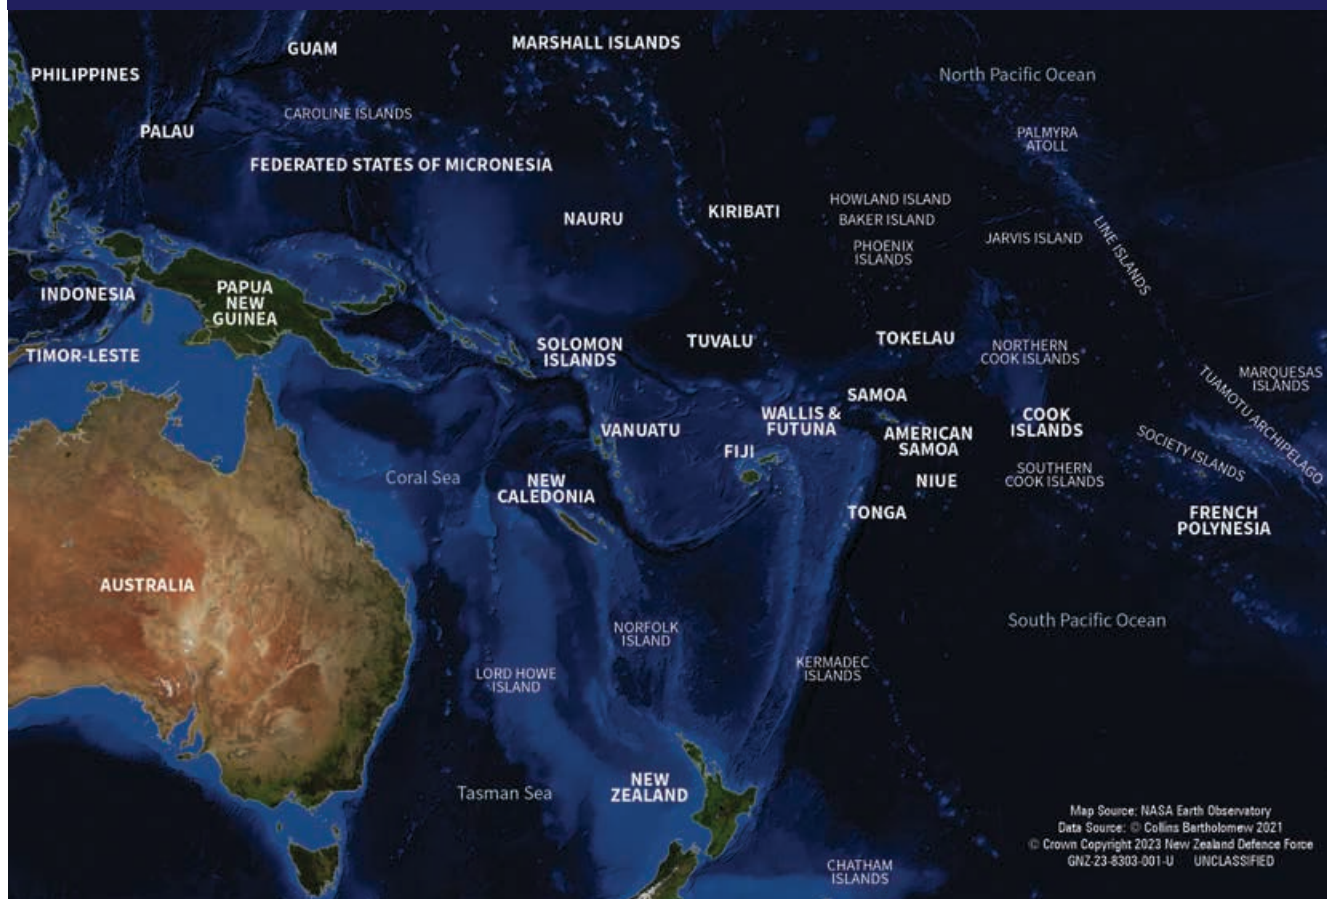 GUAM
MARSHALL ISLANDS
PHILIPPINES
North Pacific Ocean
CAROLINE ISLANDS
PALAU
PALMYRA
ATOLL
FEDERATED STATES OF MICRONESIA
HOWLAND ISLAND
NAURU
KIRIBATI
BAKER ISLAND
JARVIS ISLAND
LINE ISLANDS
PHOENIX
ISLANDS
INDONESIA
PAPUA
NEW
GUINEA
TIMOR-LESTE
SOLOMON
ISLANDS
TUVALU
TOKELAU
NORTHERN
COOK ISLANDS
MARQUESAS
ISLANDS
TUAMOTU ARCHIPELAGO
SAMOA
WALLIS &
FUTUNA
COOK
ISLANDS
VANUATU
AMERICAN
SAMOA
FIJI
SOCIETY ISLANDS
Coral Sea
NEW
CALEDONIA
NIUE
SOUTHERN
COOK ISLANDS
TONGA
FRENCH
POLYNESIA
AUSTRALIA
South Pacific Ocean
NORFOLK
ISLAND
LORD HOWE
ISLAND
KERMADEC
ISLANDS
Tasman Sea
NEW
ZEALAND
Map Source: NASA Earth Observatory
Data Source: © Collins Bartholomew 2021
© Crown Copyright 2023 New Zealand Defence Force
GNZ-23-8303-001-U UNCLASSIFIED
CHATHAM
ISLANDS